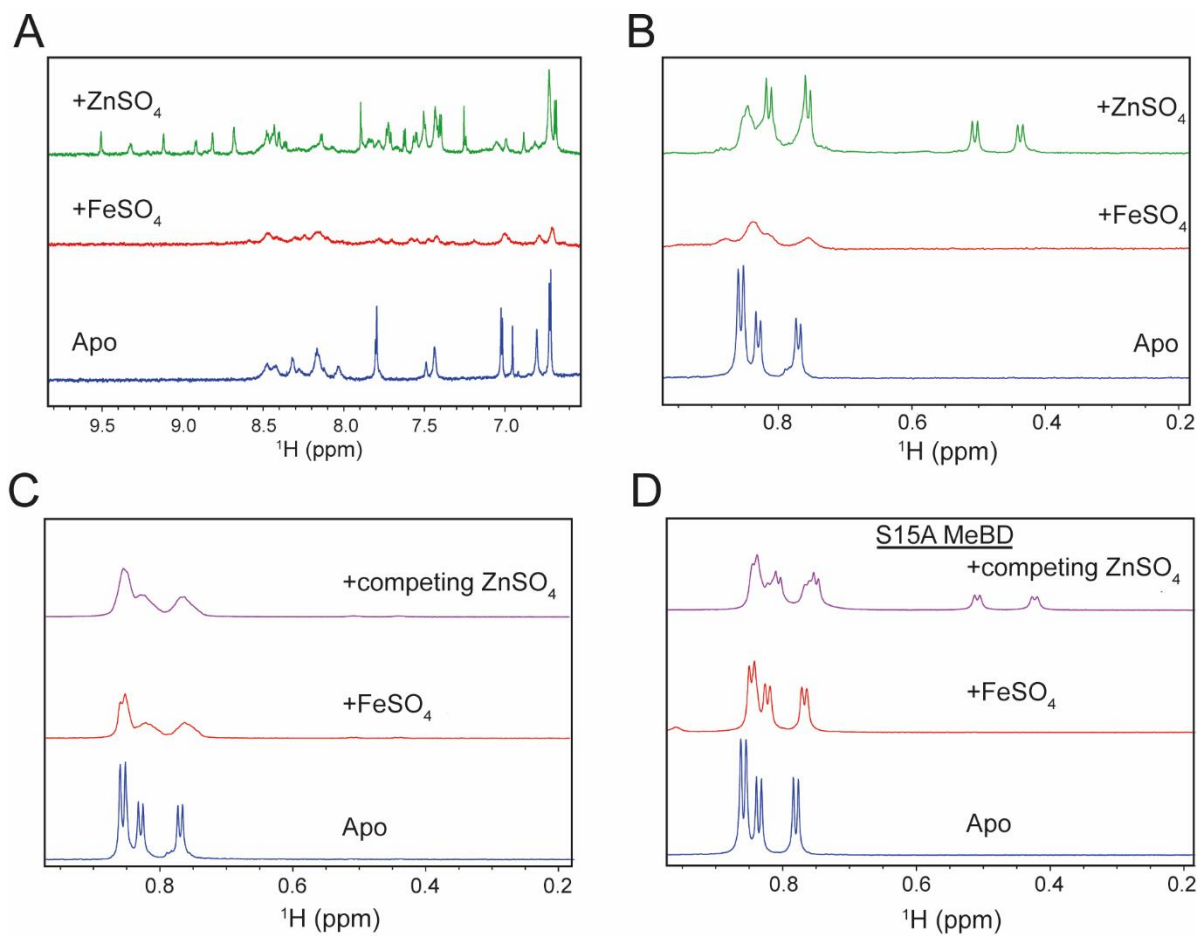 A
+ZnSO₄
+FeSO₄
Apo
9.5 9.0 8.5 8.0 7.5 7.0
¹H (ppm)
B
+ZnSO₄
+FeSO₄
Apo
0.8 0.6 0.4 0.2
¹H (ppm)
C
+competing ZnSO₄
+FeSO₄
Apo
0.8 0.6 0.4 0.2
¹H (ppm)
D
S15A MeBD
+competing ZnSO₄
+FeSO₄
Apo
0.8 0.6 0.4 0.2
¹H (ppm)